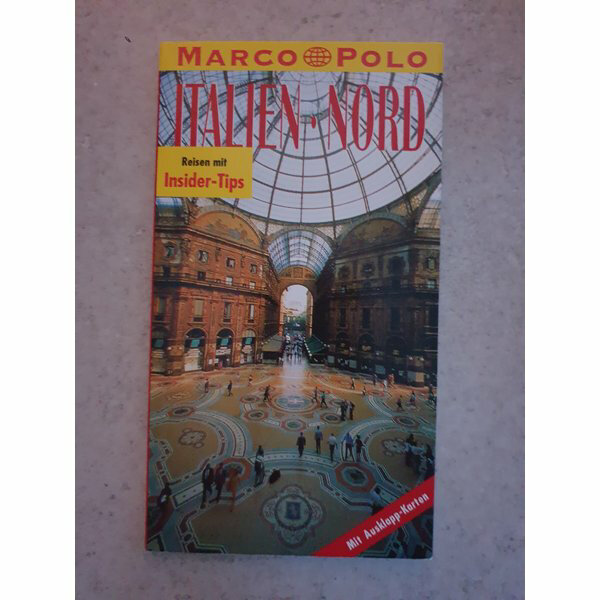 MARCO POLO
ITALIEN · NORD
Reisen mit
Insider-Tips
Mit Ausklapp-Karten